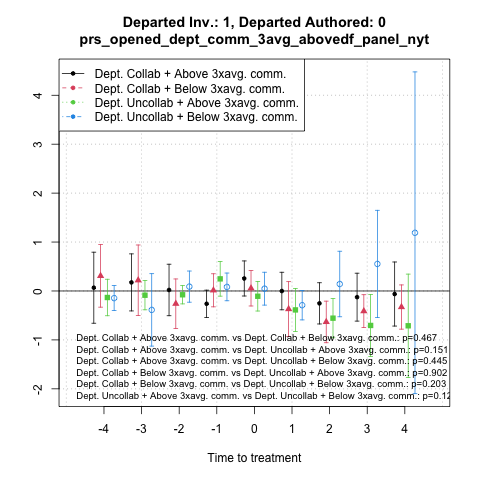 Departed Inv.: 1, Departed Authored: 0
prs_opened_dept_comm_3avg_abovedf_panel_nyt
Dept. Collab + Above 3xavg. comm.
Dept. Collab + Below 3xavg. comm.
Dept. Uncollab + Above 3xavg. comm.
Dept. Uncollab + Below 3xavg. comm.
4
3
2
1
0
-1
-2
Dept. Collab + Above 3xavg. comm. vs Dept. Collab + Below 3xavg. comm.: p=0.467
Dept. Collab + Above 3xavg. comm. vs Dept. Uncollab + Above 3xavg. comm.: p=0.151
Dept. Collab + Above 3xavg. comm. vs Dept. Uncollab + Below 3xavg. comm.: p=0.445
Dept. Collab + Below 3xavg. comm. vs Dept. Uncollab + Above 3xavg. comm.: p=0.902
Dept. Collab + Below 3xavg. comm. vs Dept. Uncollab + Below 3xavg. comm.: p=0.203
Dept. Uncollab + Above 3xavg. comm. vs Dept. Uncollab + Below 3xavg. comm.: p=0.12
-4 -3 -2 -1 0 1 2 3 4
Time to treatment